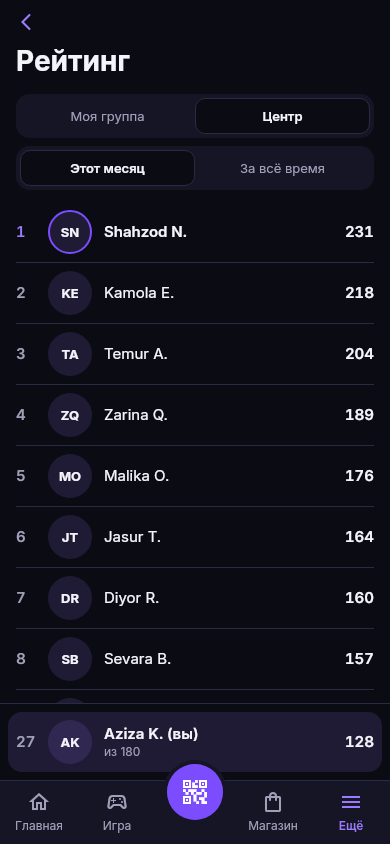 Рейтинг
Моя группа
Центр
Этот месяц
За всё время
1 SN Shahzod N. 231
2 KE Kamola E. 218
3 TA Temur A. 204
4 ZQ Zarina Q. 189
5 MO Malika O. 176
6 JT Jasur T. 164
7 DR Diyor R. 160
8 SB Sevara B. 157
27 AK Aziza K. (вы) 128
из 180
Главная
Игра
Магазин
Ещё